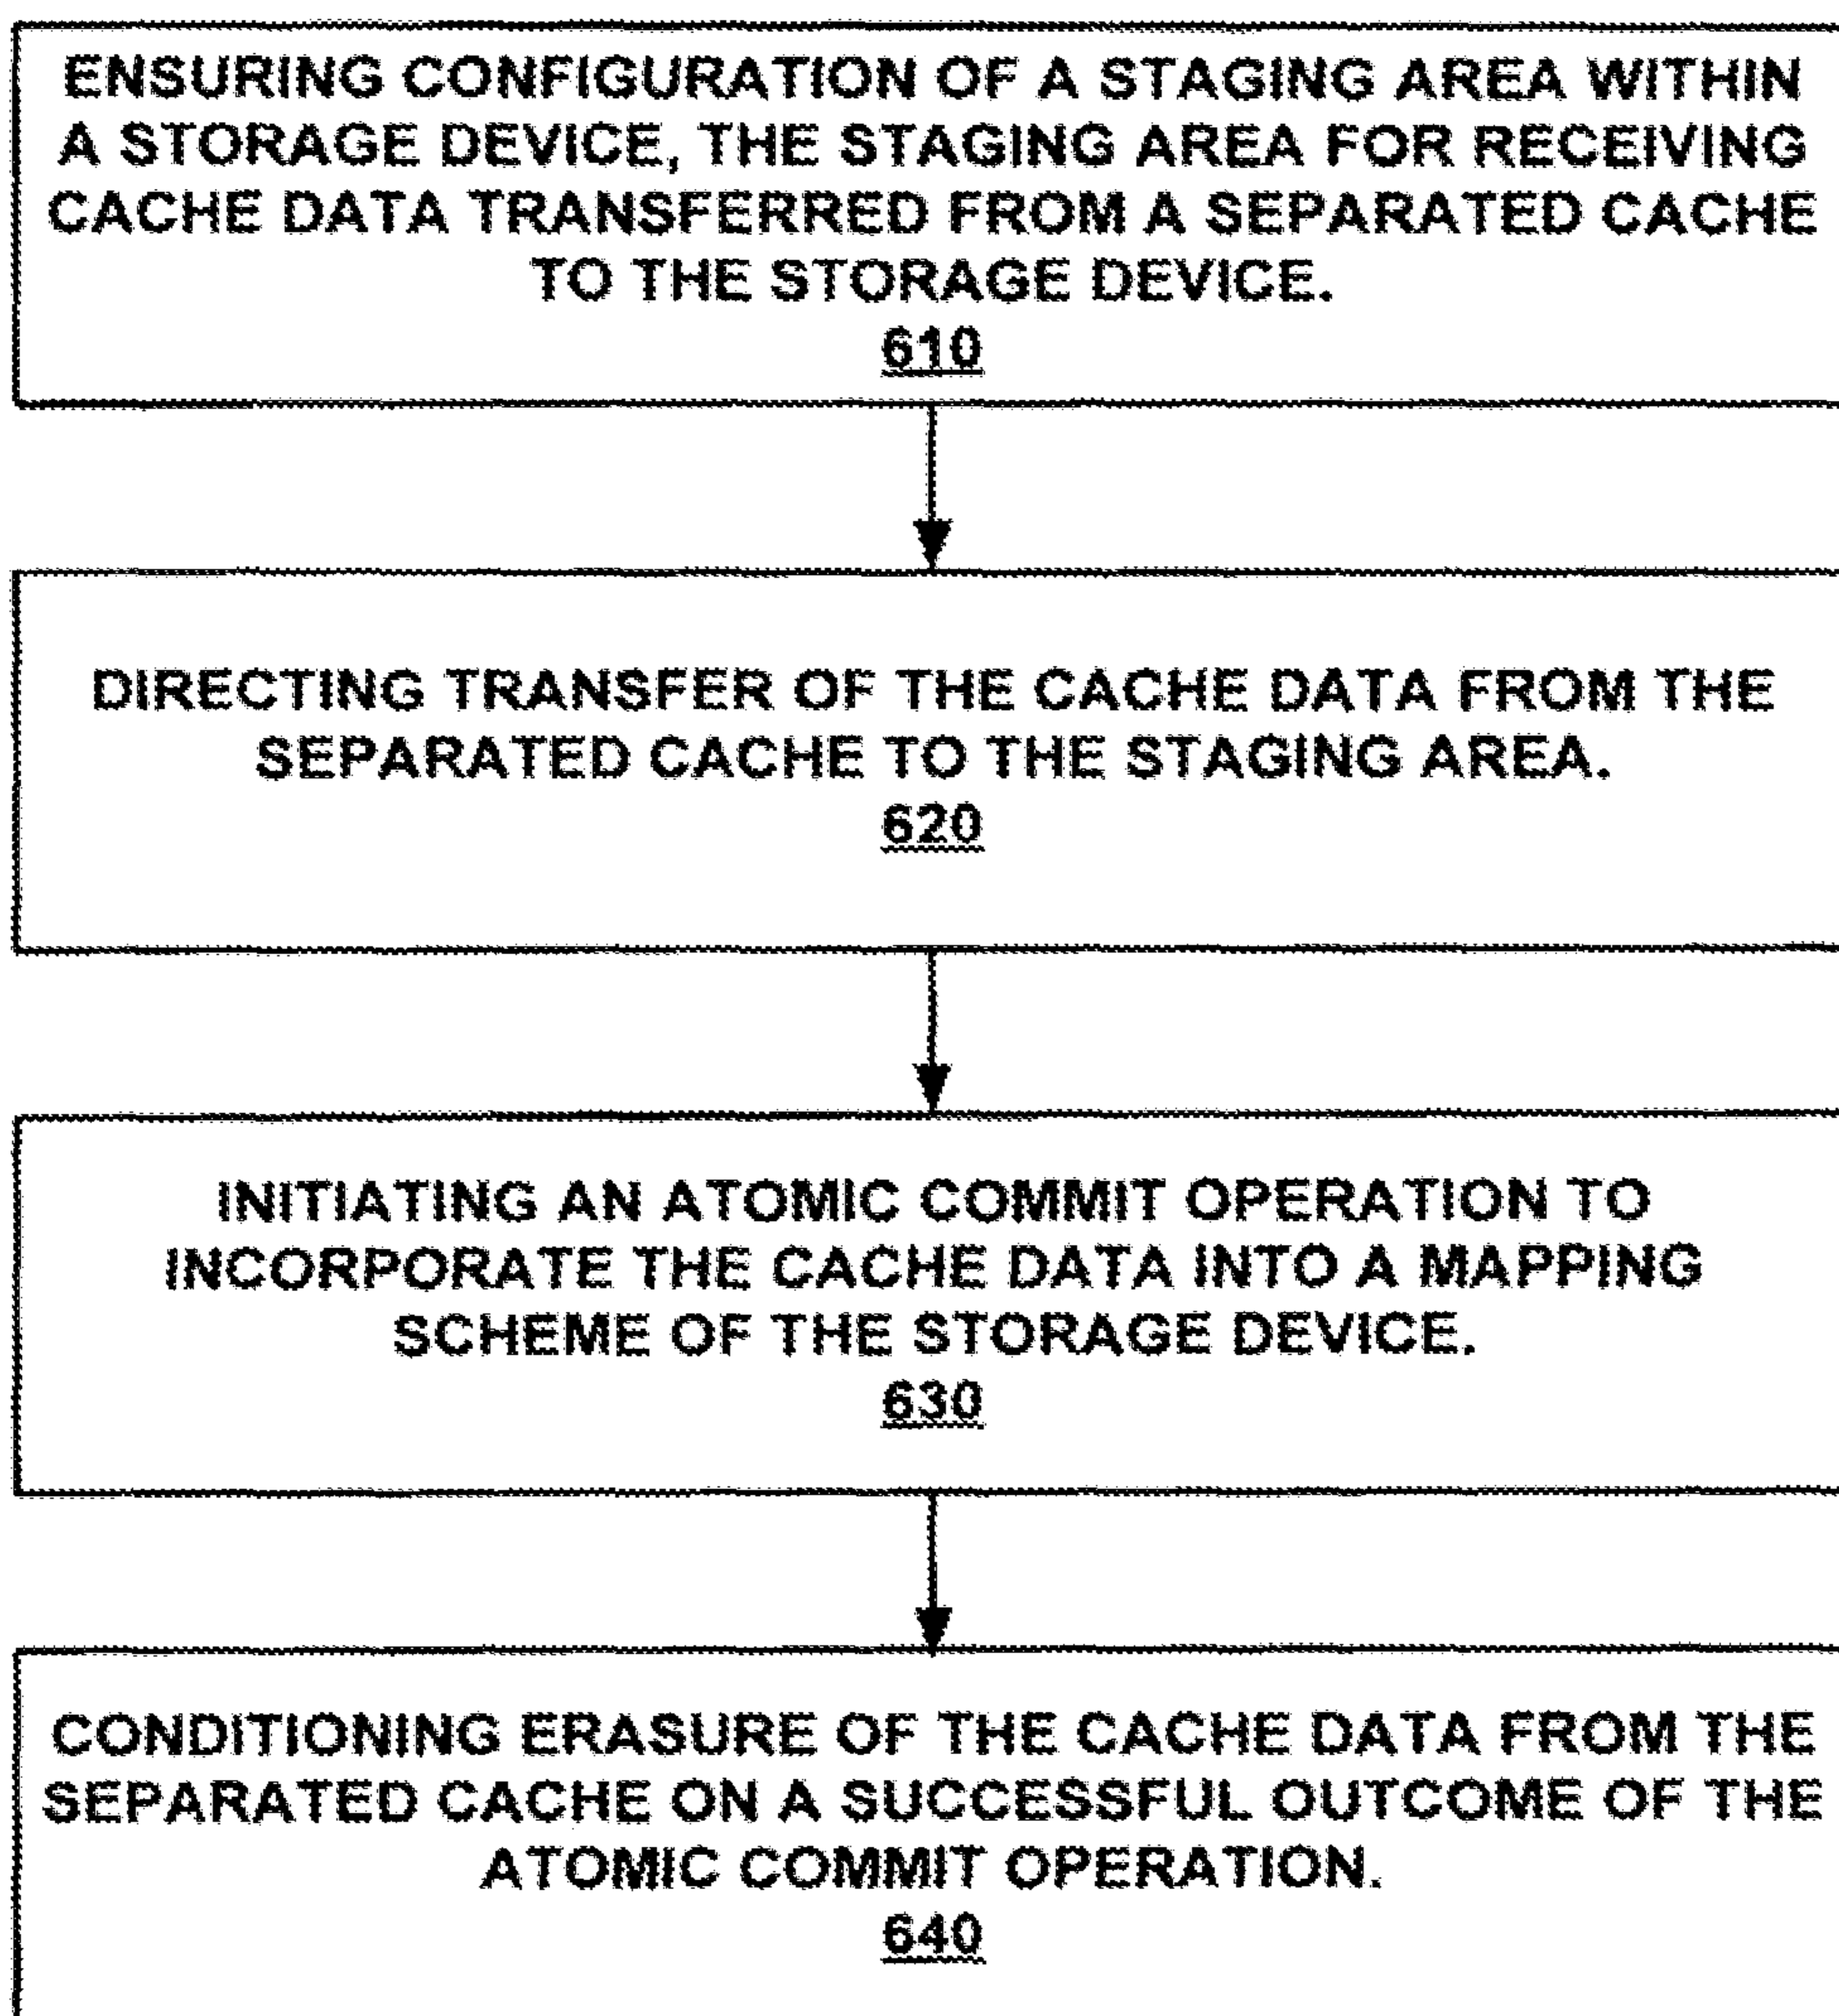 ENSURING CONFIGURATION OF A STAGING AREA WITHIN
A STORAGE DEVICE, THE STAGING AREA FOR RECEIVING
CACHE DATA TRANSFERRED FROM A SEPARATED CACHE
TO THE STORAGE DEVICE.
610
DIRECTING TRANSFER OF THE CACHE DATA FROM THE
SEPARATED CACHE TO THE STAGING AREA.
620
INITIATING AN ATOMIC COMMIT OPERATION TO
INCORPORATE THE CACHE DATA INTO A MAPPING
SCHEME OF THE STORAGE DEVICE.
630
CONDITIONING ERASURE OF THE CACHE DATA FROM THE
SEPARATED CACHE ON A SUCCESSFUL OUTCOME OF THE
ATOMIC COMMIT OPERATION.
640